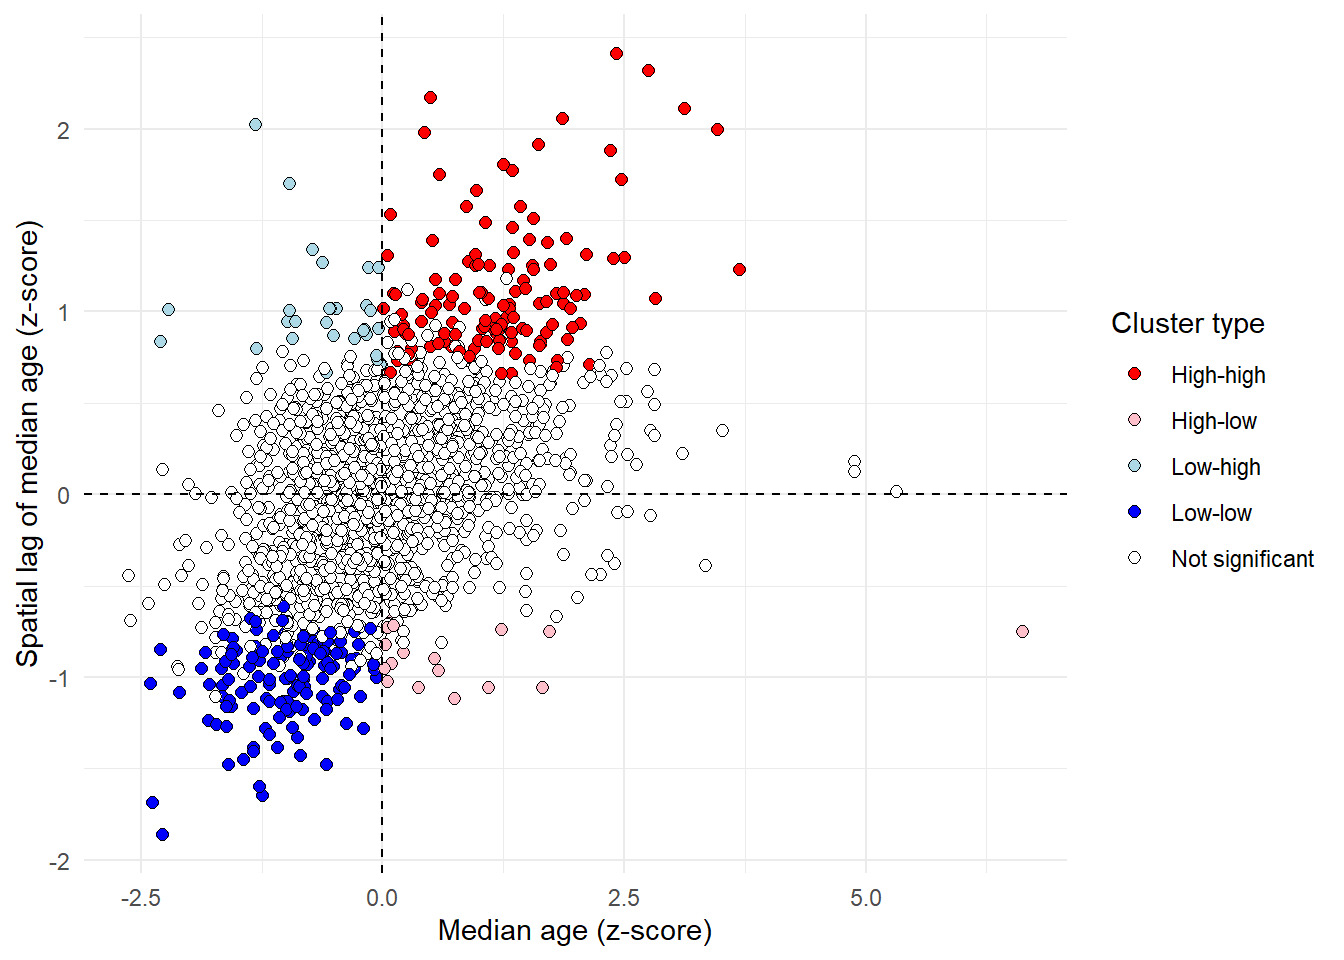 2
1
0
-1
-2
Spatial lag of median age (z-score)
-2.5
0.0
2.5
5.0
Median age (z-score)
Cluster type
High-high
High-low
Low-high
Low-low
Not significant